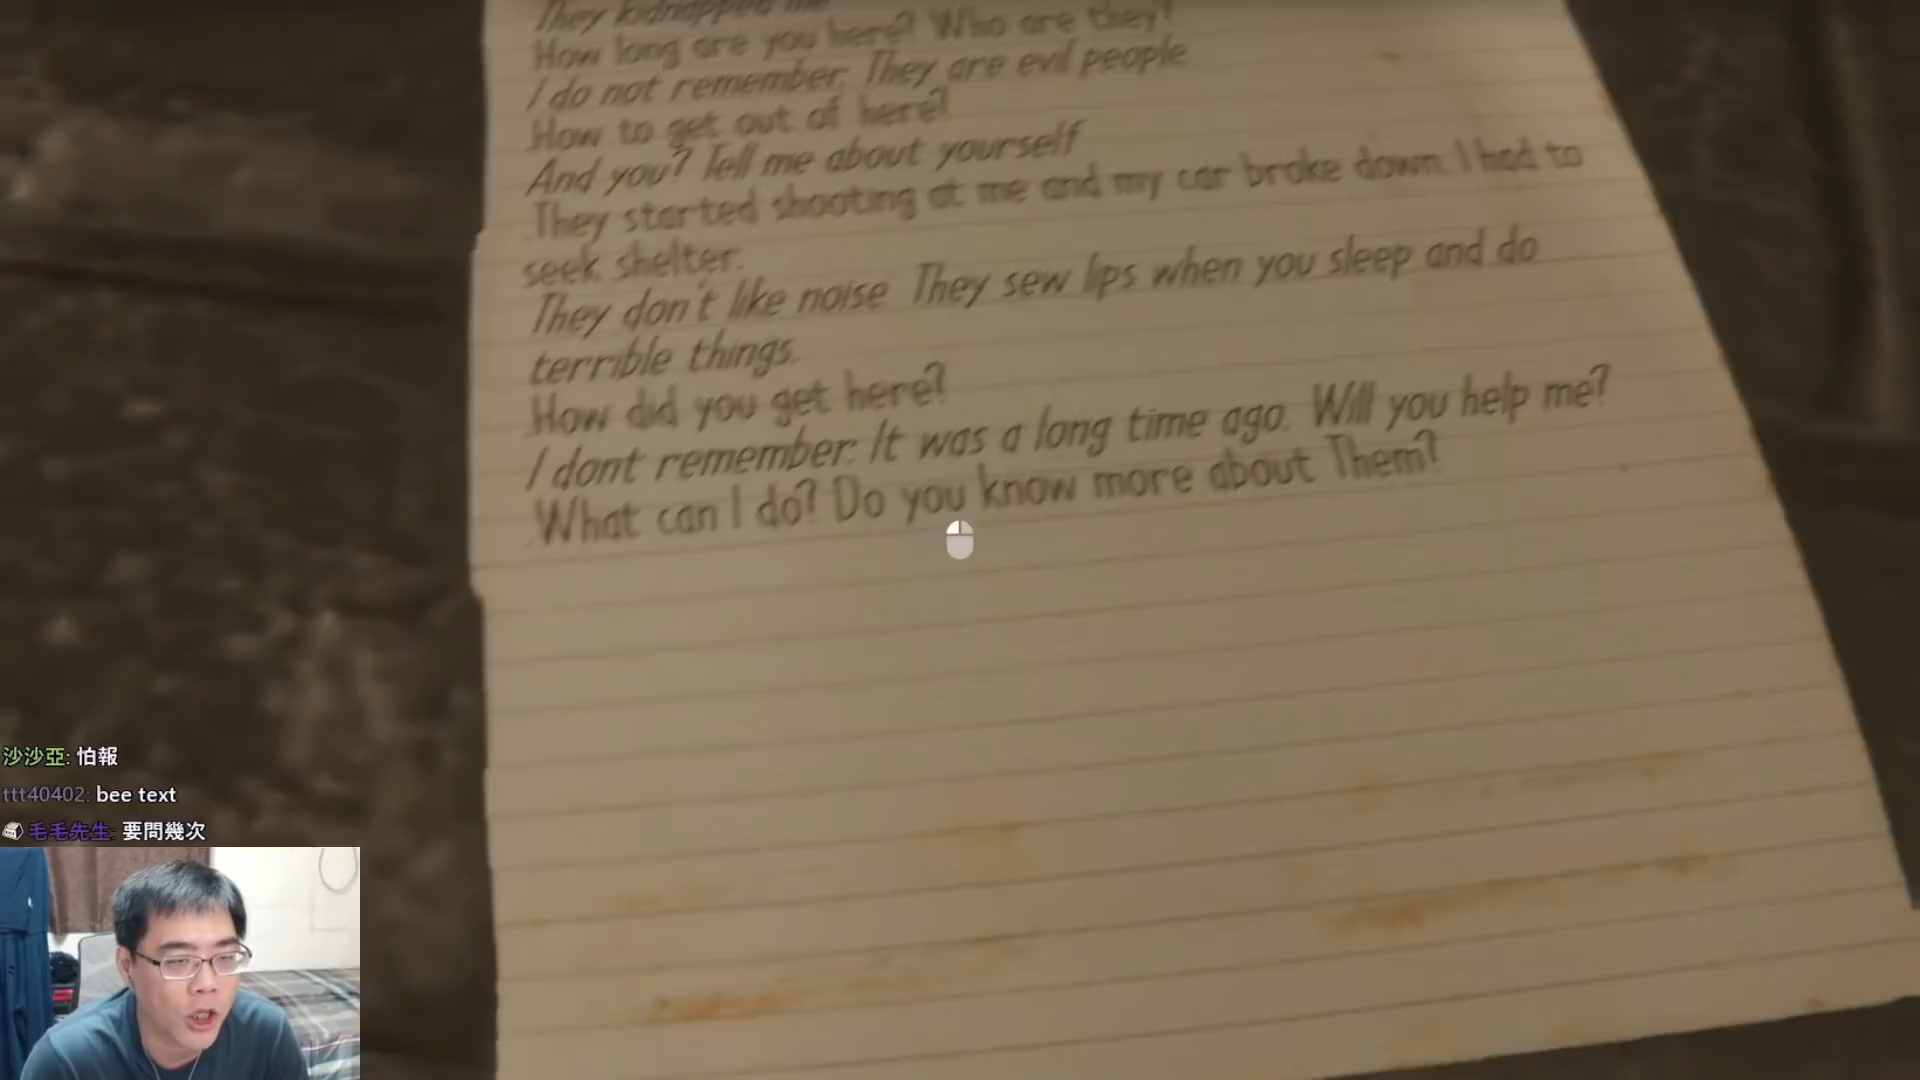 They kidnapped me
How long are you here? Who are they?
I do not remember. They are evil people
How to get out of here?
And you? Tell me about yourself
They started shooting at me and my car broke down. I had to
seek shelter.
They don't like noise. They sew lips when you sleep and do
terrible things.
How did you get here?
I dont remember. It was a long time ago. Will you help me?
What can I do? Do you know more about Them?
沙沙亞: 怕報
ttt40402: bee text
毛毛先生: 要問幾次